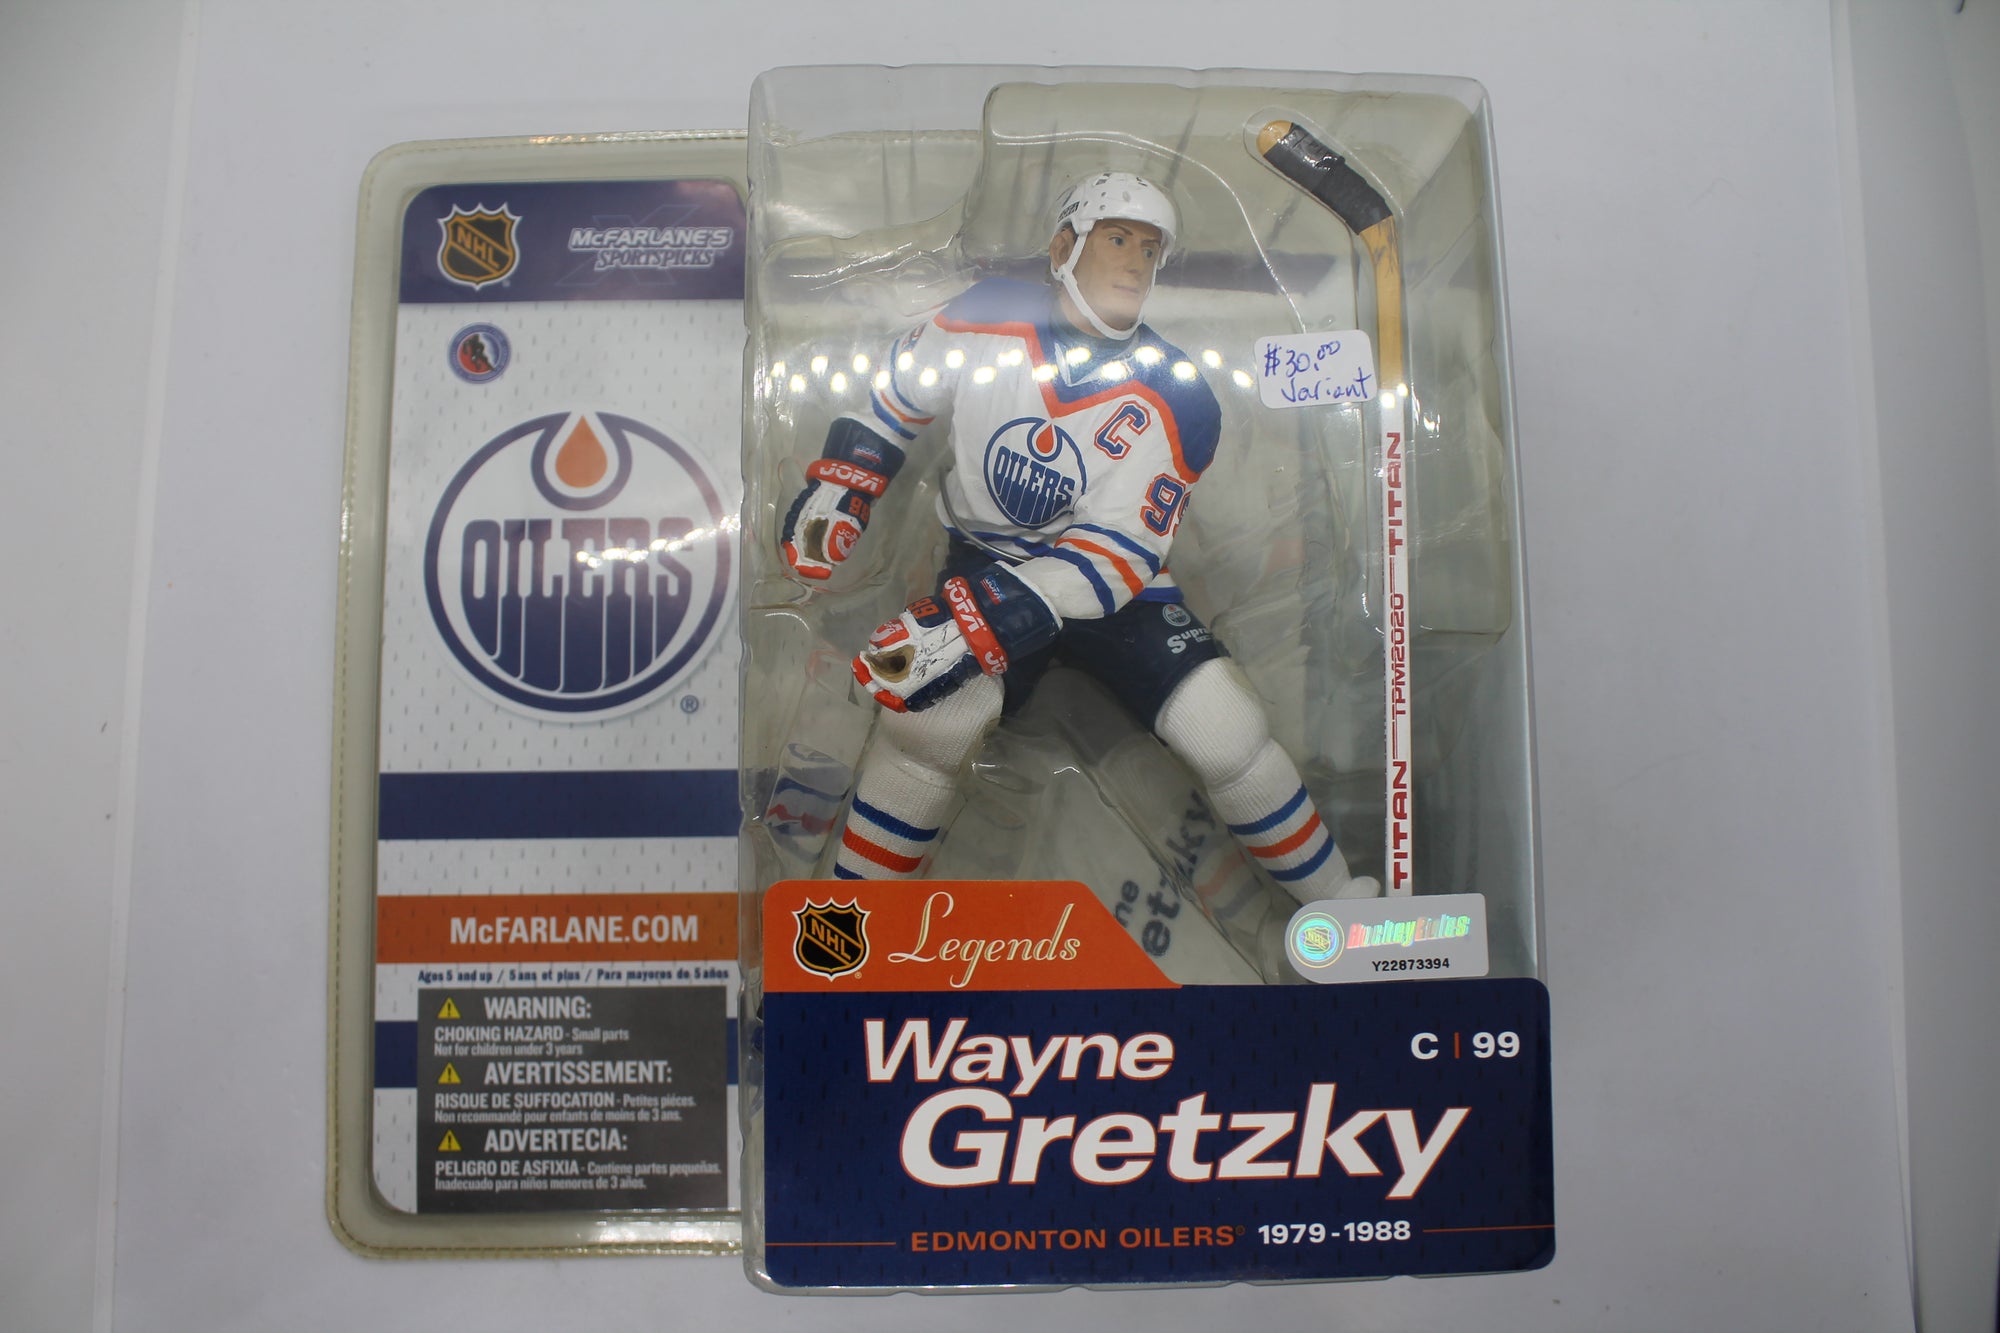 NHL
McFARLANE'S
SPORTSPICKS
OILERS
®
McFARLANE.COM
Ages 5 and up / 5 ans et plus / Para mayores de 5 años
WARNING:
CHOKING HAZARD - Small parts
Not for children under 3 years
AVERTISSEMENT:
RISQUE DE SUFFOCATION - Petites pièces.
Non recommandé pour enfants de moins de 3 ans.
ADVERTECIA:
PELIGRO DE ASFIXIA - Contiene partes pequeñas.
Inadecuado para niños menores de 3 años.
$30.00
Variant
C
OILERS
99
JOFA
99
JOFA
99
JOFA
TITAN TPM2020 TITAN
NHL
Legends
NHL
Y22873394
Wayne
Gretzky
C | 99
EDMONTON OILERS® 1979-1988